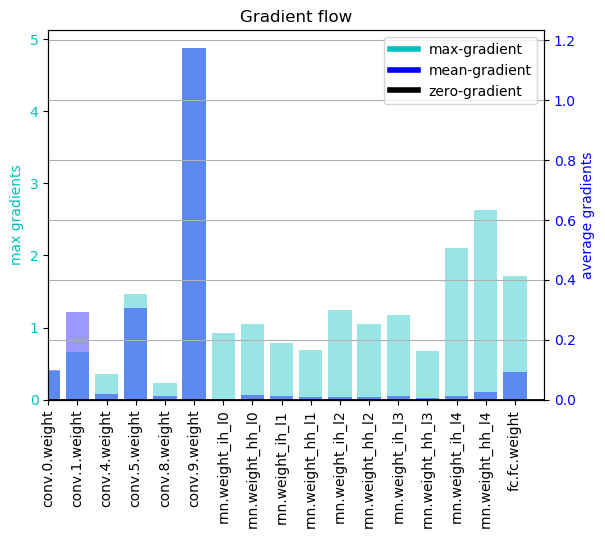 Gradient flow
max-gradient
mean-gradient
zero-gradient
max gradients
5
4
3
2
1
0
average gradients
1.2
1.0
0.8
0.6
0.4
0.2
0.0
conv.0.weight
conv.1.weight
conv.4.weight
conv.5.weight
conv.8.weight
conv.9.weight
rnn.weight_ih_l0
rnn.weight_hh_l0
rnn.weight_ih_l1
rnn.weight_hh_l1
rnn.weight_ih_l2
rnn.weight_hh_l2
rnn.weight_ih_l3
rnn.weight_hh_l3
rnn.weight_ih_l4
rnn.weight_hh_l4
fc.fc.weight